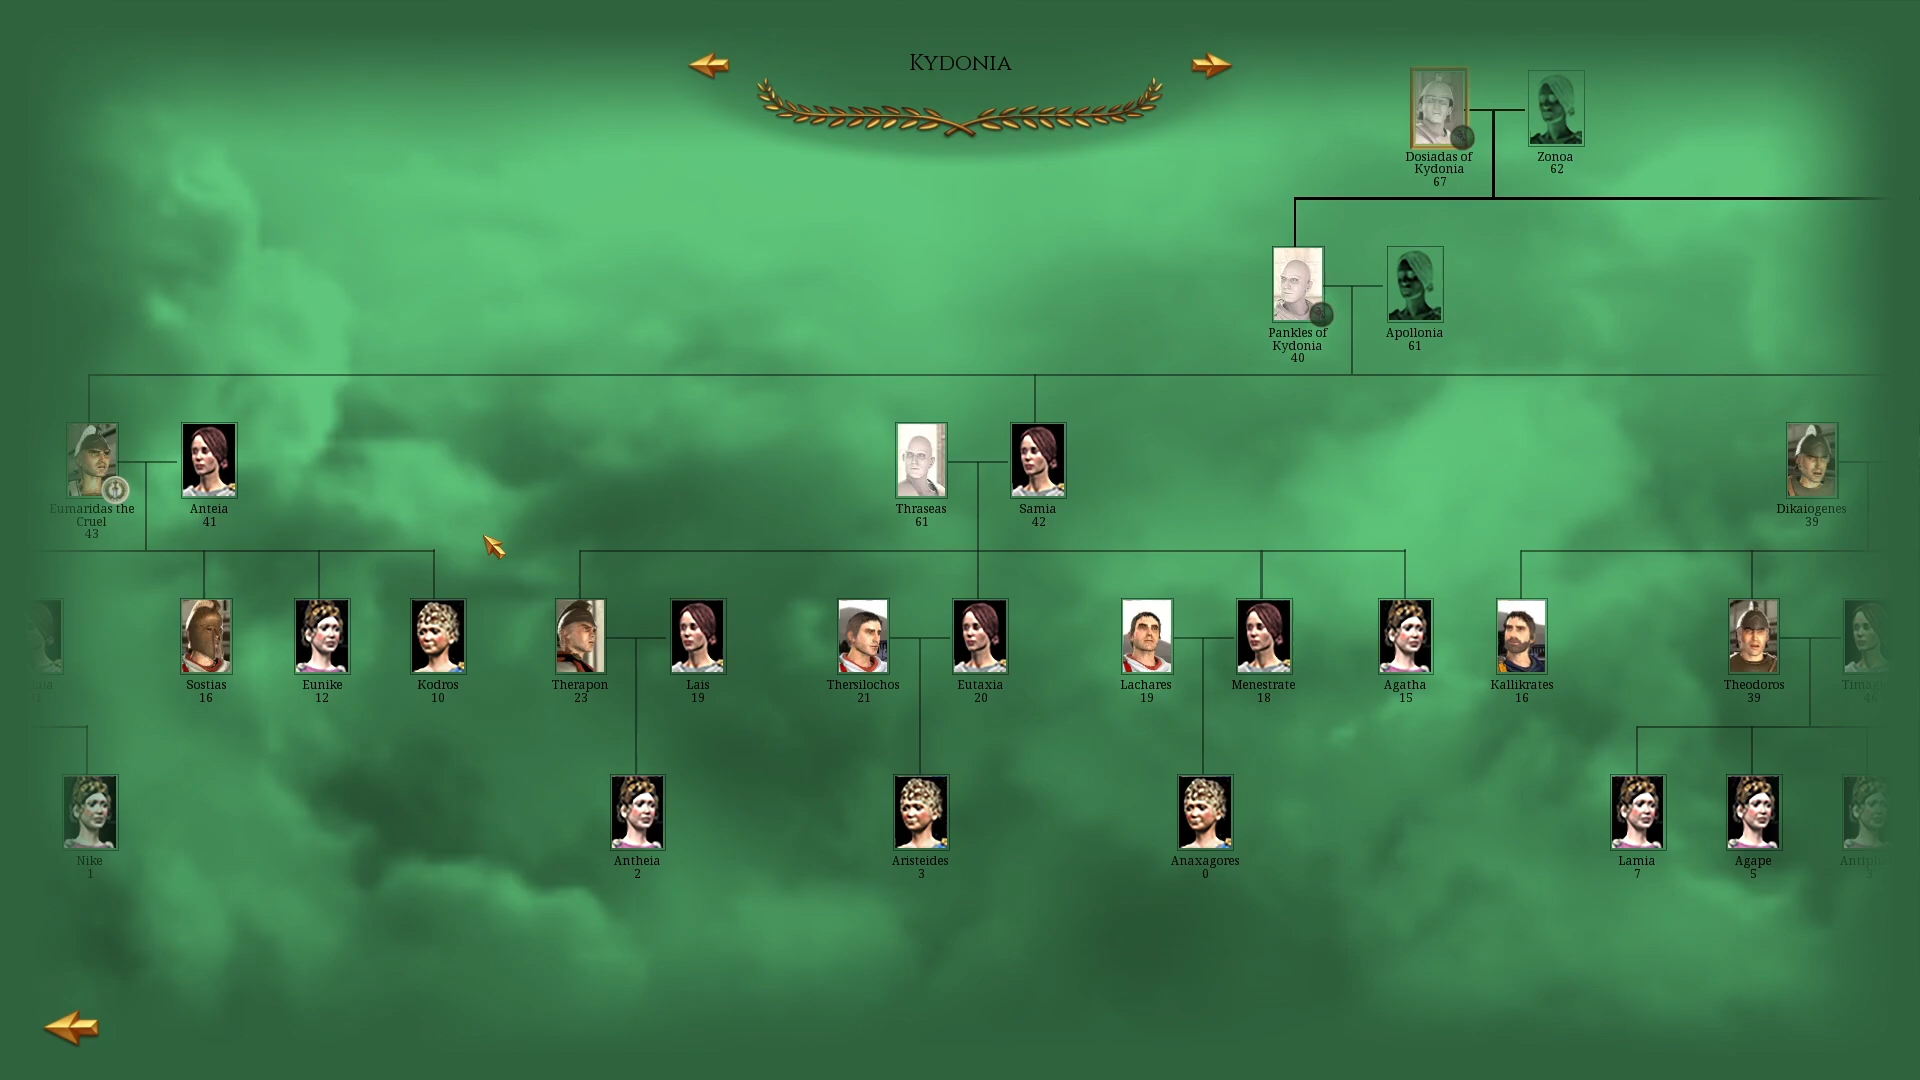 Kydonia
Dosiadas of
Kydonia
67
Zonoa
62
Pankles of
Kydonia
40
Apollonia
61
Eumaridas the
Cruel
43
Anteia
41
Thraseas
61
Samia
42
Dikaiogenes
39
Sostias
16
Eunike
12
Kodros
10
Therapon
23
Lais
19
Thersilochos
21
Eutaxia
20
Lachares
19
Menestrate
18
Agatha
15
Kallikrates
16
Theodoros
39
Nike
1
Antheia
2
Aristeides
3
Anaxagores
0
Lamia
7
Agape
5
3